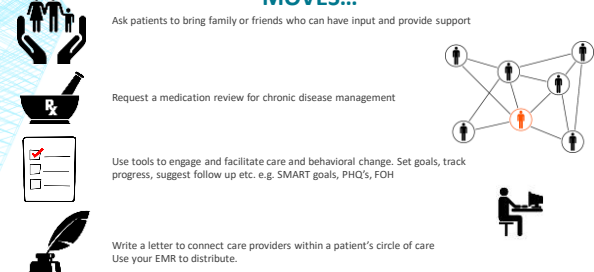 MOVES...
Ask patients to bring family or friends who can have input and provide support
Rx
Request a medication review for chronic disease management
Use tools to engage and facilitate care and behavioral change. Set goals, track
progress, suggest follow up etc. e.g. SMART goals, PHQ's, FOH
Write a letter to connect care providers within a patient's circle of care
Use your EMR to distribute.